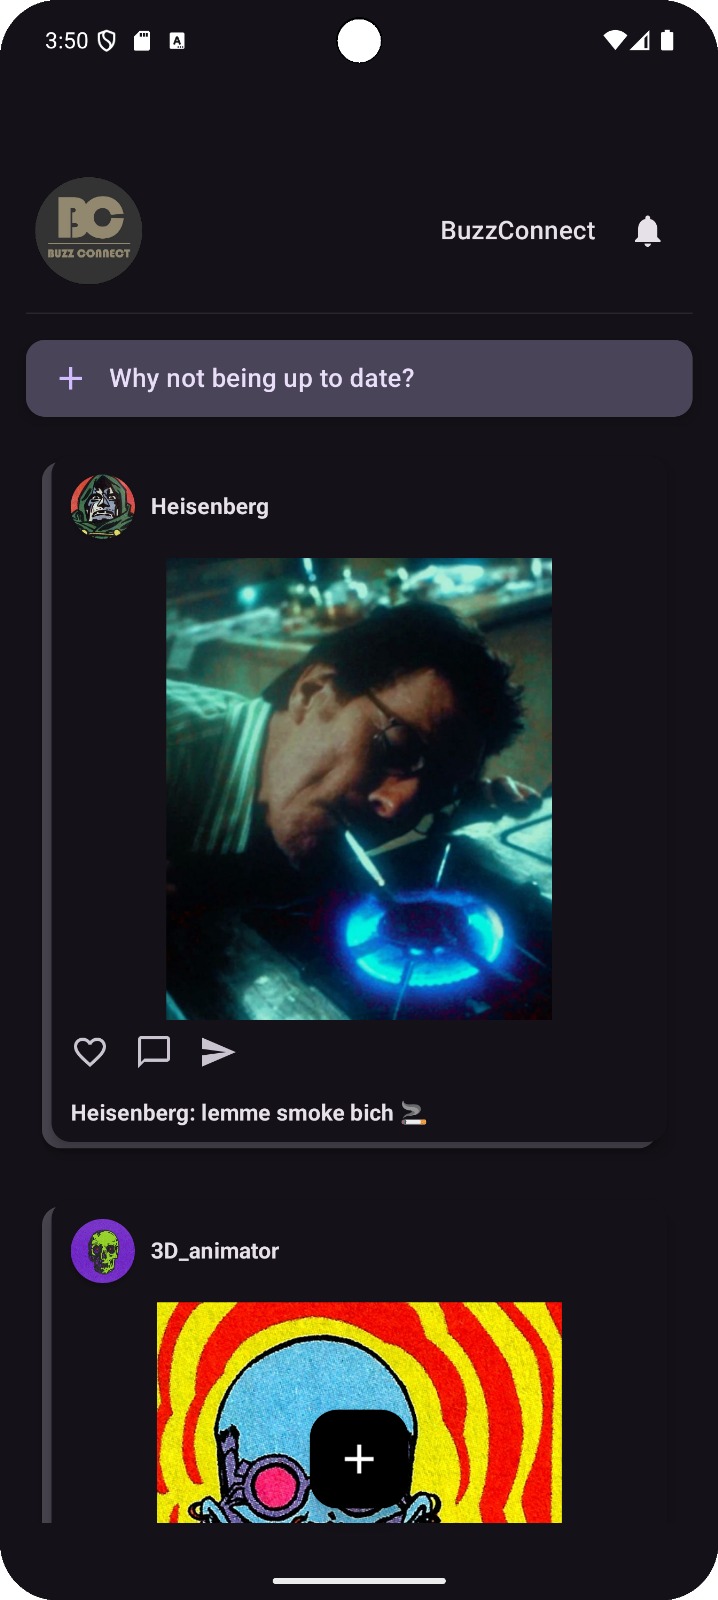 3:50
A
BC
BUZZ CONNECT
BuzzConnect
Why not being up to date?
Heisenberg
Heisenberg: lemme smoke bich 🚬
3D_animator